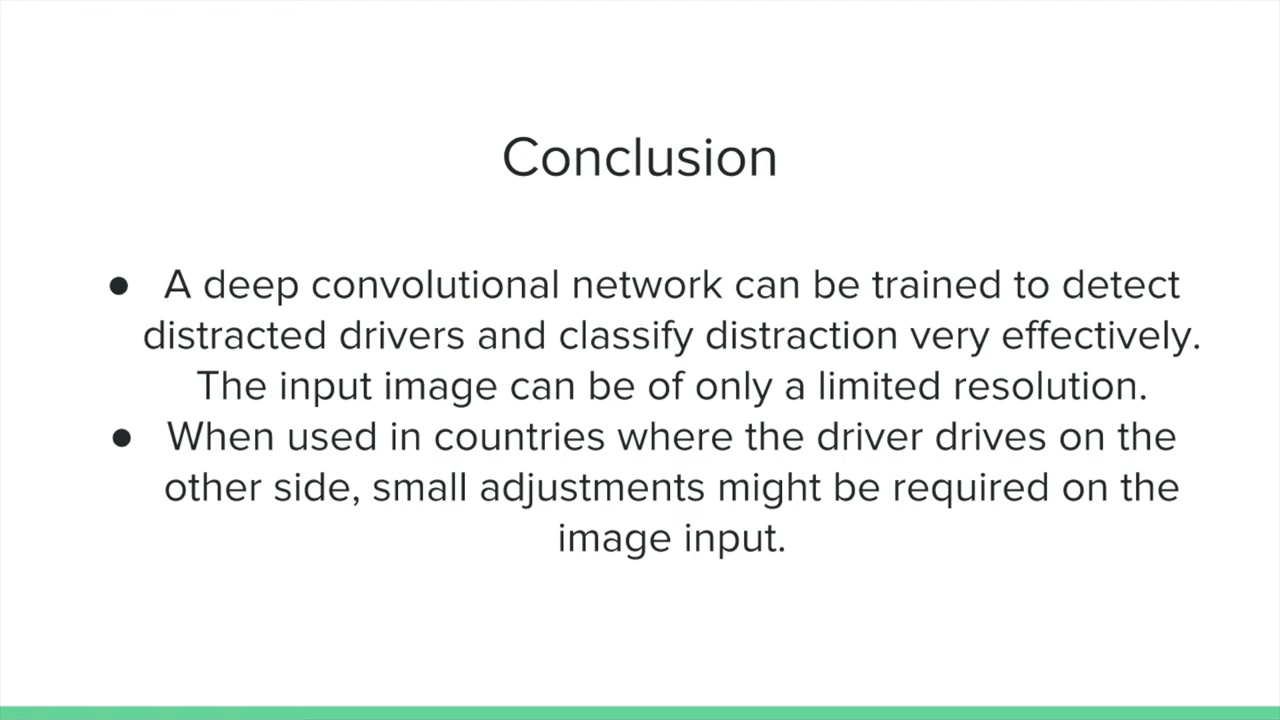 Conclusion
● A deep convolutional network can be trained to detect
distracted drivers and classify distraction very effectively.
The input image can be of only a limited resolution.
● When used in countries where the driver drives on the
other side, small adjustments might be required on the
image input.